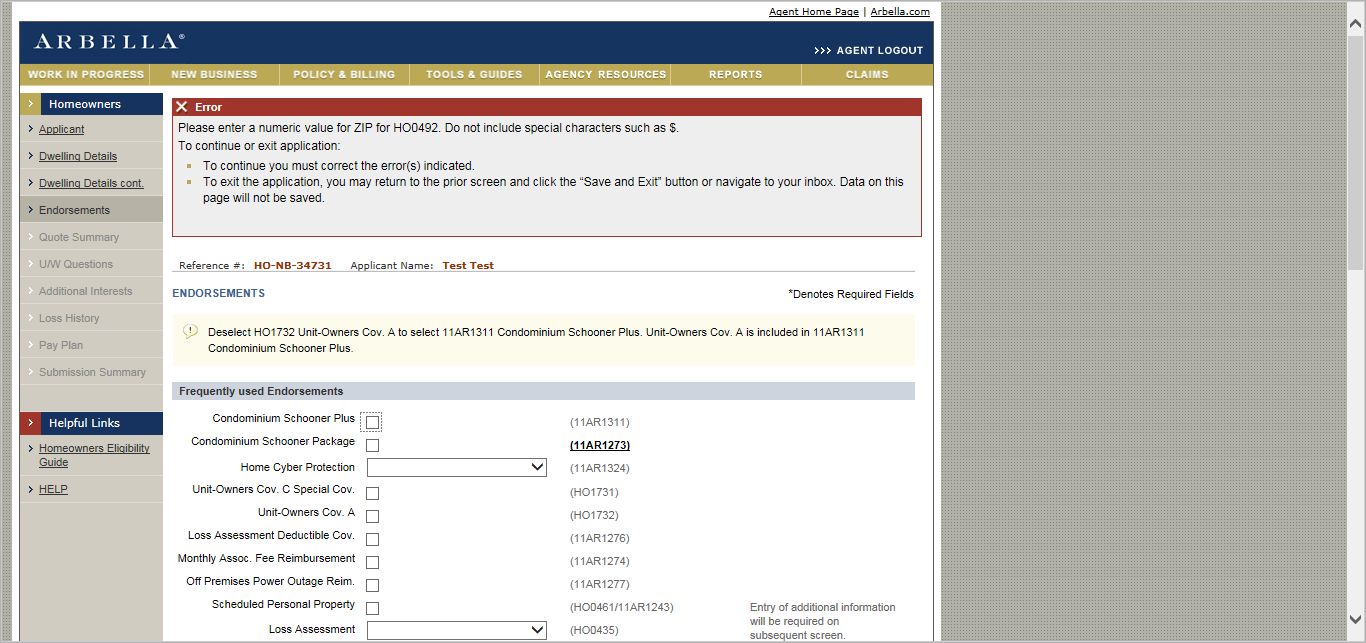 Agent Home Page | Arbella.com
ARBELLA®
>>> AGENT LOGOUT
WORK IN PROGRESS NEW BUSINESS POLICY & BILLING TOOLS & GUIDES AGENCY RESOURCES REPORTS CLAIMS
Homeowners
Applicant
Dwelling Details
Dwelling Details cont.
Endorsements
Quote Summary
U/W Questions
Additional Interests
Loss History
Pay Plan
Submission Summary
Helpful Links
Homeowners Eligibility
Guide
HELP
Error
Please enter a numeric value for ZIP for HO0492. Do not include special characters such as $.
To continue or exit application:
To continue you must correct the error(s) indicated.
To exit the application, you may return to the prior screen and click the “Save and Exit” button or navigate to your inbox. Data on this
page will not be saved.
Reference #: HO-NB-34731 Applicant Name: Test Test
ENDORSEMENTS
*Denotes Required Fields
Deselect HO1732 Unit-Owners Cov. A to select 11AR1311 Condominium Schooner Plus. Unit-Owners Cov. A is included in 11AR1311
Condominium Schooner Plus.
Frequently used Endorsements
Condominium Schooner Plus (11AR1311)
Condominium Schooner Package (11AR1273)
Home Cyber Protection (11AR1324)
Unit-Owners Cov. C Special Cov. (HO1731)
Unit-Owners Cov. A (HO1732)
Loss Assessment Deductible Cov. (11AR1276)
Monthly Assoc. Fee Reimbursement (11AR1274)
Off Premises Power Outage Reim. (11AR1277)
Scheduled Personal Property (HO0461/11AR1243) Entry of additional information
will be required on
subsequent screen.
Loss Assessment (HO0435)